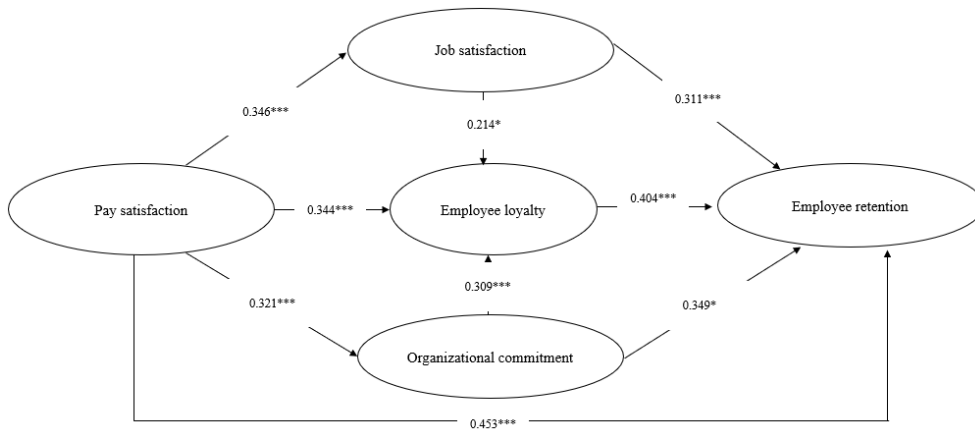 Job satisfaction
0.346***
0.311***
0.214*
Pay satisfaction
0.344***
Employee loyalty
0.404***
Employee retention
0.321***
0.309***
0.349*
Organizational commitment
0.453***